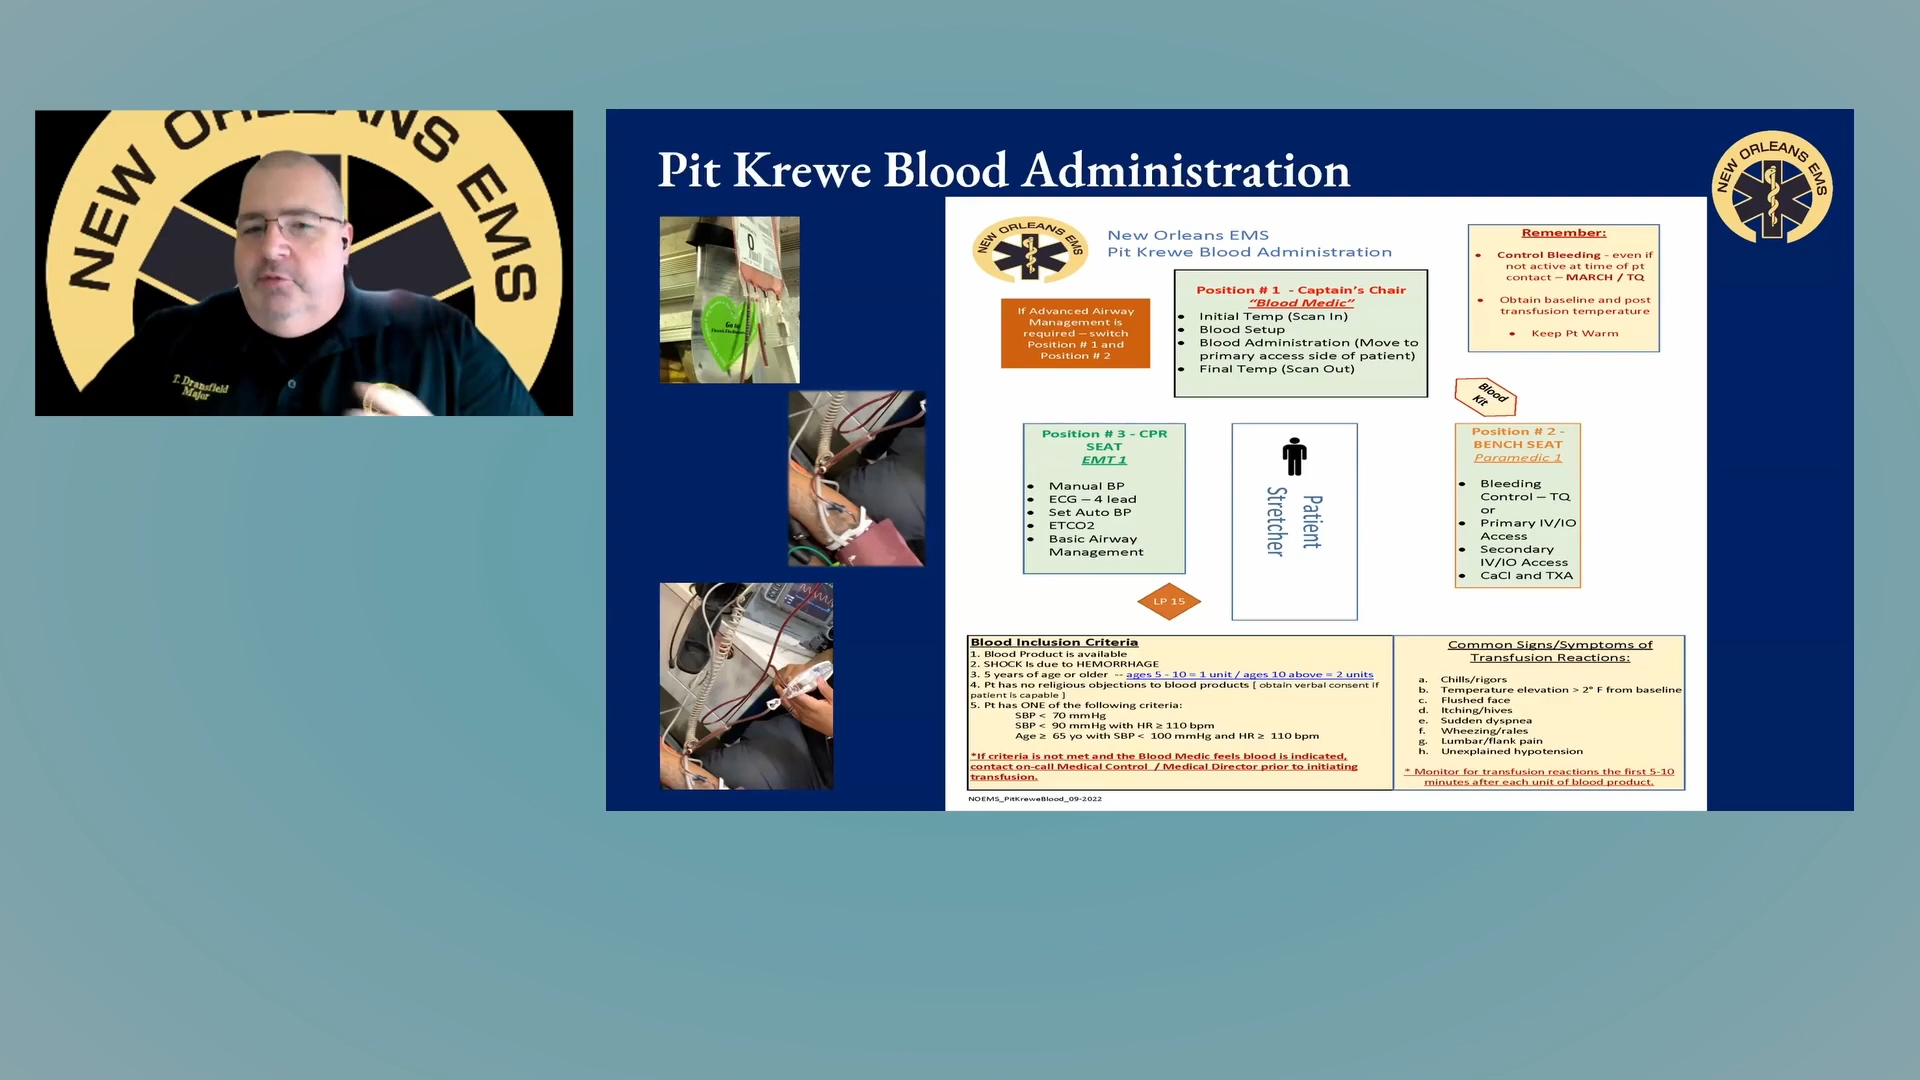 NEW ORLEANS EMS
T. Dransfield
Major
Pit Krewe Blood Administration
NEW ORLEANS EMS
O
NEW ORLEANS EMS
New Orleans EMS
Pit Krewe Blood Administration
If Advanced Airway
Management is
required – switch
Position # 1 and
Position # 2
Position # 1 - Captain's Chair
"Blood Medic"
• Initial Temp (Scan In)
• Blood Setup
• Blood Administration (Move to
primary access side of patient)
• Final Temp (Scan Out)
Remember:
• Control Bleeding - even if
not active at time of pt
contact – MARCH / TQ
• Obtain baseline and post
transfusion temperature
• Keep Pt Warm
Blood
Kit
Position # 3 - CPR
SEAT
EMT 1
• Manual BP
• ECG – 4 lead
• Set Auto BP
• ETCO2
• Basic Airway
Management
Patient
Stretcher
Position # 2 -
BENCH SEAT
Paramedic 1
• Bleeding
Control – TQ
or
• Primary IV/IO
Access
• Secondary
IV/IO Access
• CaCl and TXA
LP 15
Blood Inclusion Criteria
1. Blood Product is available
2. SHOCK Is due to HEMORRHAGE
3. 5 years of age or older -- ages 5 - 10 = 1 unit / ages 10 above = 2 units
4. Pt has no religious objections to blood products [ obtain verbal consent if
patient is capable ]
5. Pt has ONE of the following criteria:
SBP < 70 mmHg
SBP < 90 mmHg with HR ≥ 110 bpm
Age ≥ 65 yo with SBP < 100 mmHg and HR ≥ 110 bpm
*If criteria is not met and the Blood Medic feels blood is indicated,
contact on-call Medical Control / Medical Director prior to initiating
transfusion.
Common Signs/Symptoms of
Transfusion Reactions:
a. Chills/rigors
b. Temperature elevation > 2° F from baseline
c. Flushed face
d. Itching/hives
e. Sudden dyspnea
f. Wheezing/rales
g. Lumbar/flank pain
h. Unexplained hypotension
* Monitor for transfusion reactions the first 5-10
minutes after each unit of blood product.
NOEMS_PitKreweBlood_09-2022